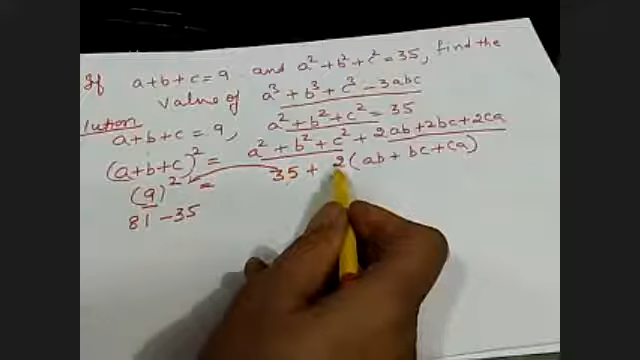 If a+b+c=9 and a²+b²+c²=35, find the
value of a³+b³+c³-3abc
lution a²+b²+c²=35
a+b+c=9,
(a+b+c)² = a²+b²+c²+2ab+2bc+2ca
(9)² = 35+2(ab+bc+ca)
81-35